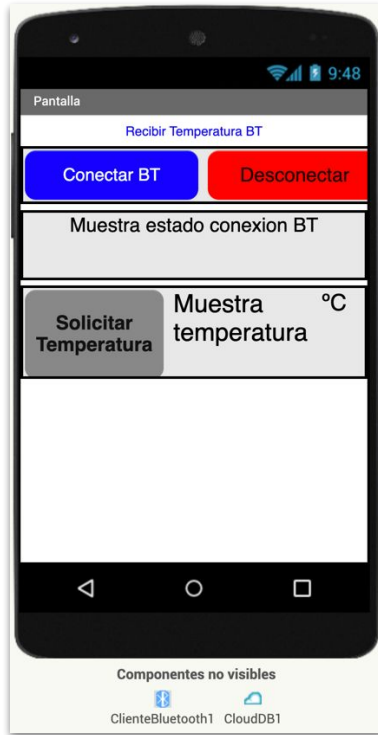 9:48
Pantalla
Recibir Temperatura BT
Conectar BT
Desconectar
Muestra estado conexion BT
Solicitar
Temperatura
Muestra
temperatura
ºC
Componentes no visibles
ClienteBluetooth1
CloudDB1